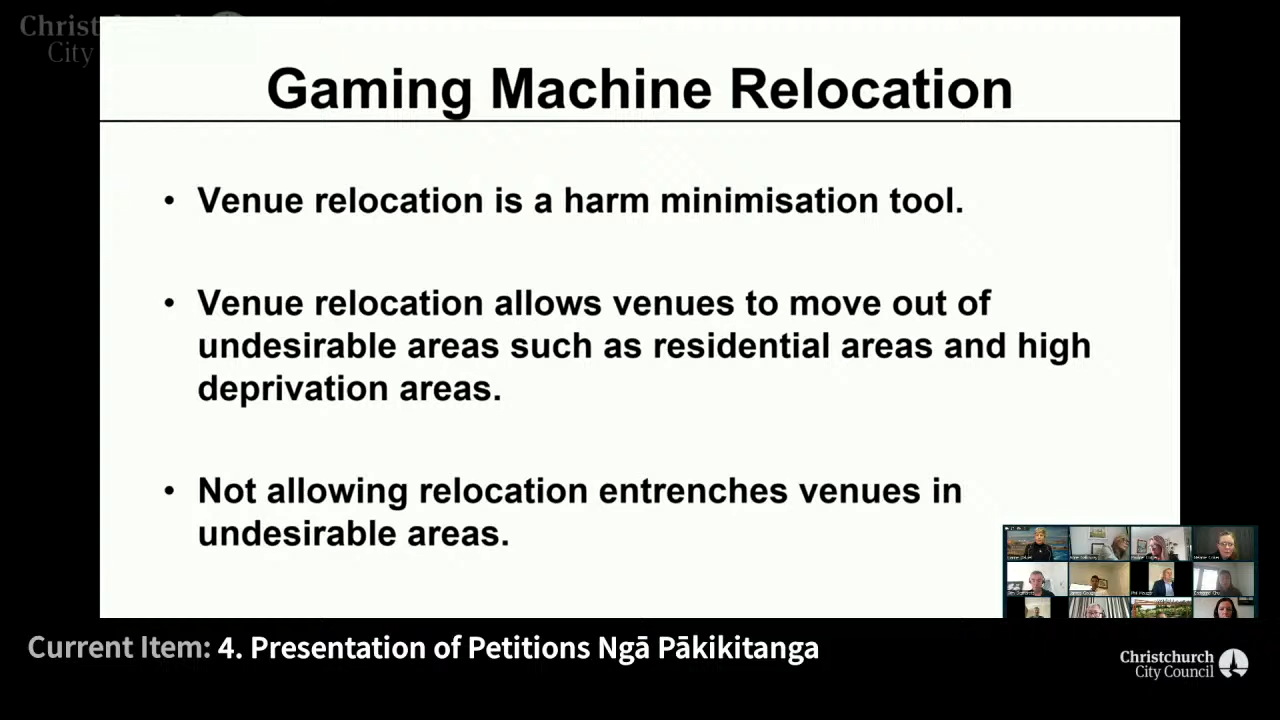 Christchurch
City
Gaming Machine Relocation
• Venue relocation is a harm minimisation tool.
• Venue relocation allows venues to move out of
undesirable areas such as residential areas and high
deprivation areas.
• Not allowing relocation entrenches venues in
undesirable areas.
Current Item: 4. Presentation of Petitions Ngā Pākikitanga
Christchurch
City Council